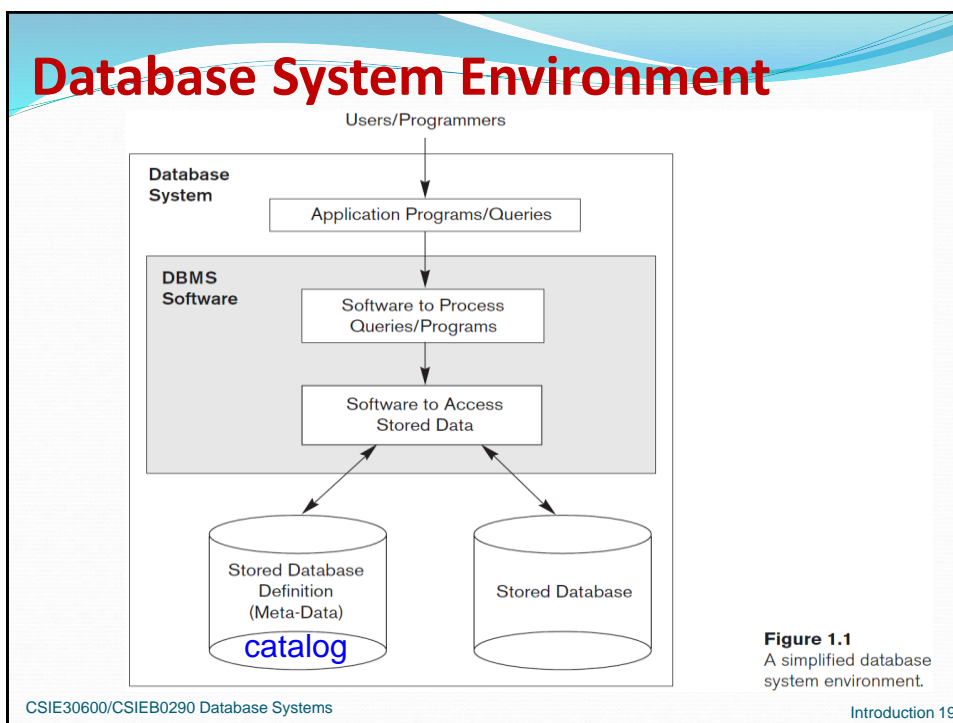 Database System Environment
Users/Programmers
Database
System
Application Programs/Queries
DBMS
Software
Software to Process
Queries/Programs
Software to Access
Stored Data
Stored Database
Definition
(Meta-Data)
catalog
Stored Database
Figure 1.1
A simplified database
system environment.
CSIE30600/CSIEB0290 Database Systems
Introduction 19